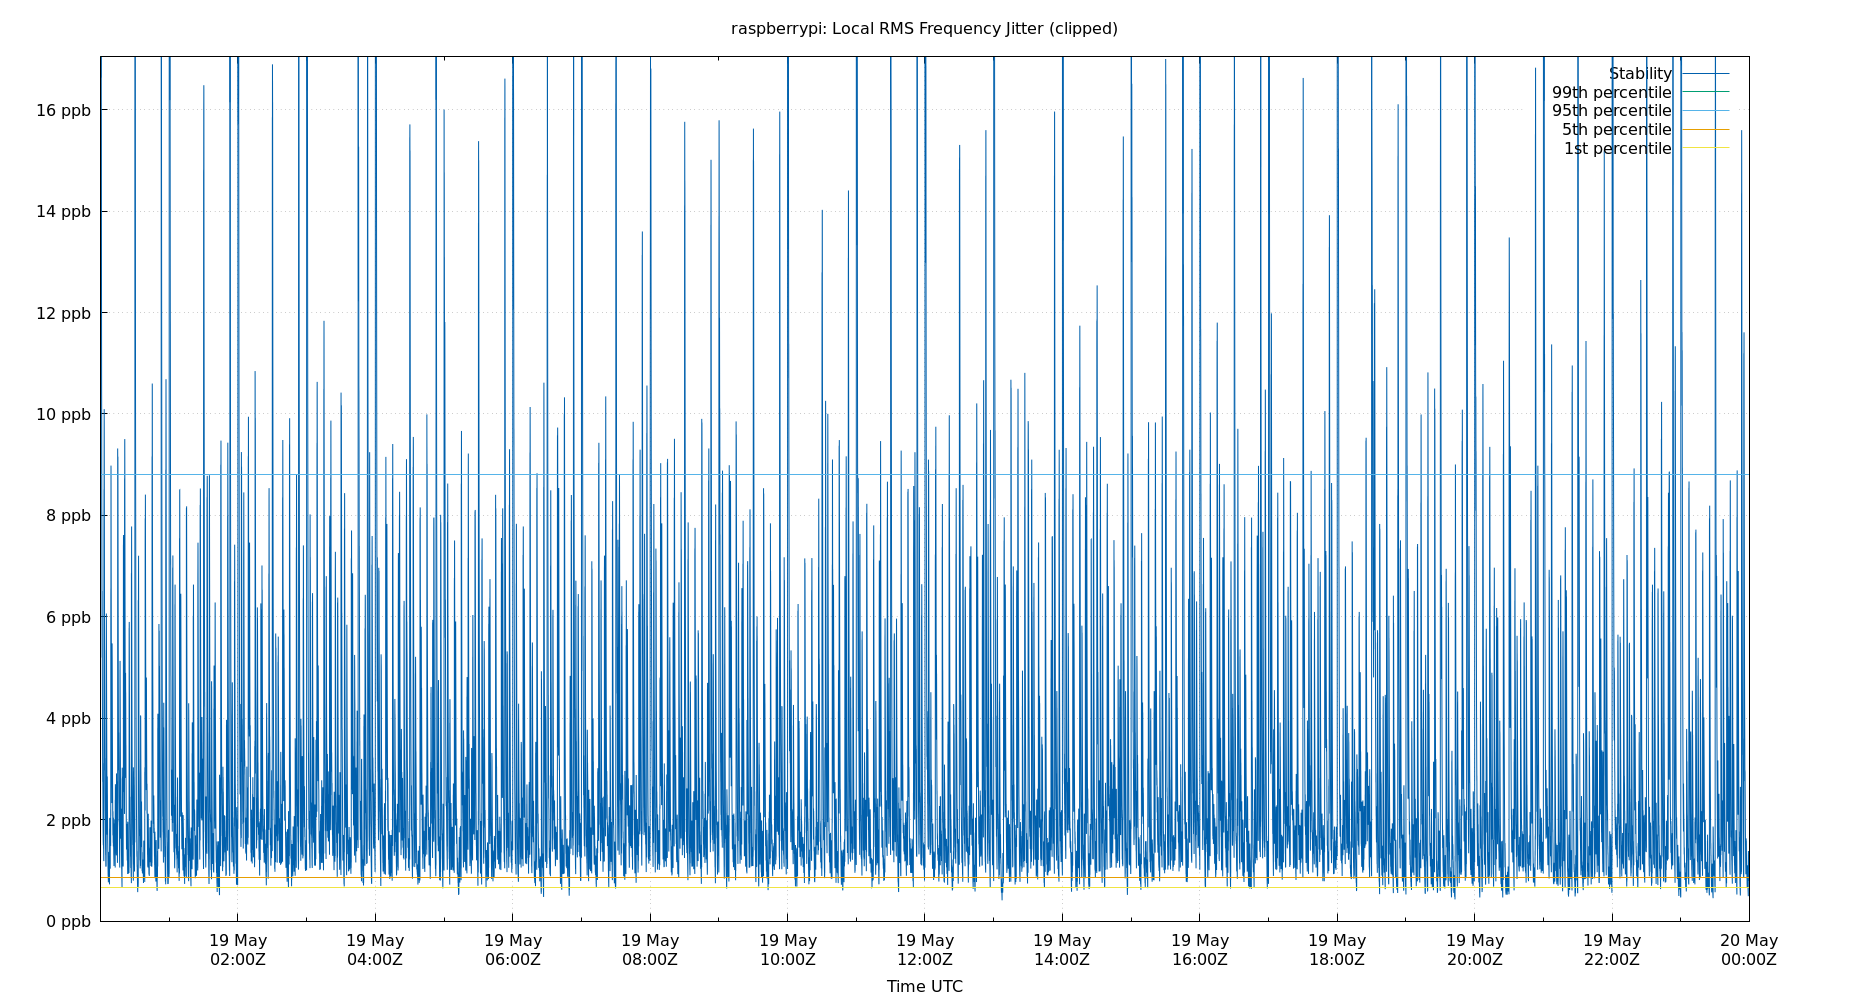 raspberrypi: Local RMS Frequency Jitter (clipped)
Stability
99th percentile
95th percentile
5th percentile
1st percentile
16 ppb
14 ppb
12 ppb
10 ppb
8 ppb
6 ppb
4 ppb
2 ppb
0 ppb
19 May 19 May 19 May 19 May 19 May 19 May 19 May 19 May 19 May 19 May 19 May 20 May
02:00Z 04:00Z 06:00Z 08:00Z 10:00Z 12:00Z 14:00Z 16:00Z 18:00Z 20:00Z 22:00Z 00:00Z
Time UTC